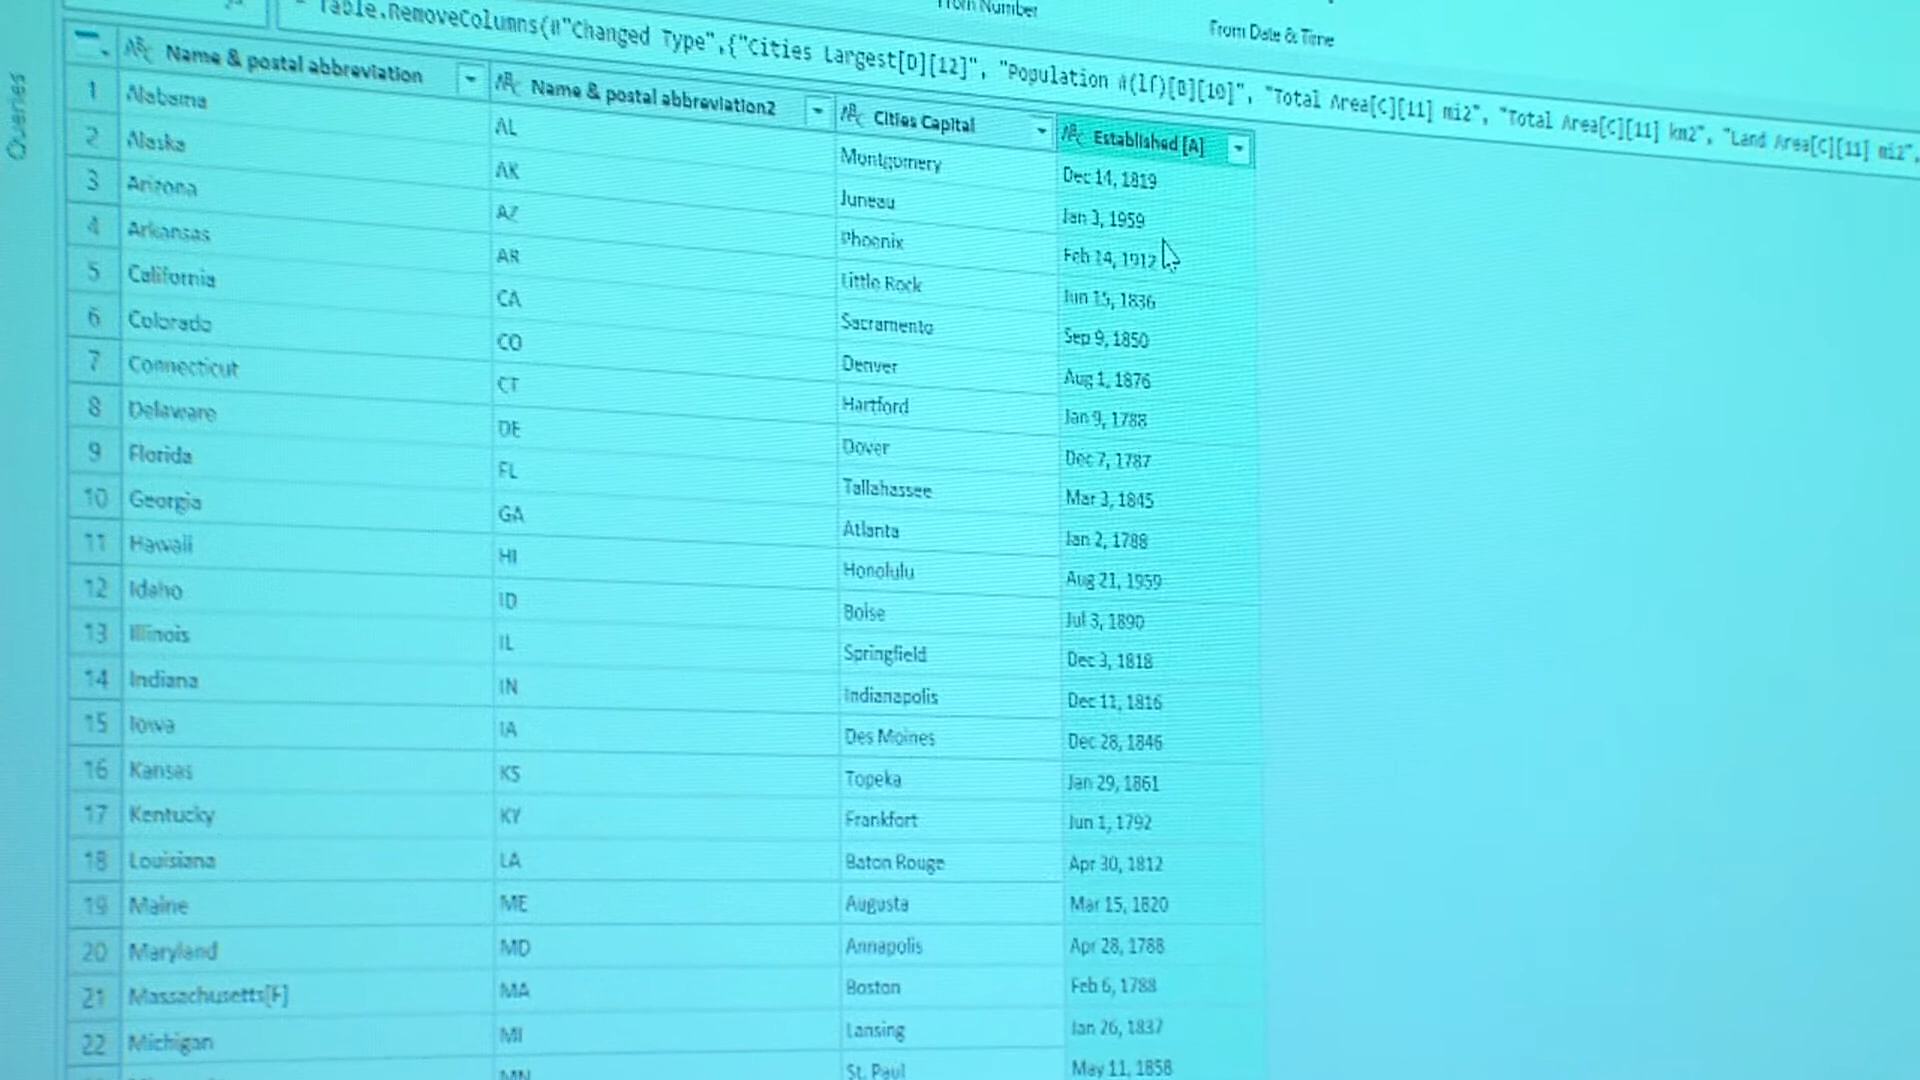 From Number
From Date & Time
Table.RemoveColumns(#"Changed Type",{"Cities Largest[D][12]", "Population #(lf)[B][10]", "Total Area[C][11] mi2", "Total Area[C][11] km2", "Land Area[C][11] mi2",
Queries
Name & postal abbreviation Name & postal abbreviation2 Cities Capital Established [A]
1 Alabama AL Montgomery Dec 14, 1819
2 Alaska AK Juneau Jan 3, 1959
3 Arizona AZ Phoenix Feb 14, 1912
4 Arkansas AR Little Rock Jun 15, 1836
5 California CA Sacramento Sep 9, 1850
6 Colorado CO Denver Aug 1, 1876
7 Connecticut CT Hartford Jan 9, 1788
8 Delaware DE Dover Dec 7, 1787
9 Florida FL Tallahassee Mar 3, 1845
10 Georgia GA Atlanta Jan 2, 1788
11 Hawaii HI Honolulu Aug 21, 1959
12 Idaho ID Boise Jul 3, 1890
13 Illinois IL Springfield Dec 3, 1818
14 Indiana IN Indianapolis Dec 11, 1816
15 Iowa IA Des Moines Dec 28, 1846
16 Kansas KS Topeka Jan 29, 1861
17 Kentucky KY Frankfort Jun 1, 1792
18 Louisiana LA Baton Rouge Apr 30, 1812
19 Maine ME Augusta Mar 15, 1820
20 Maryland MD Annapolis Apr 28, 1788
21 Massachusetts[F] MA Boston Feb 6, 1788
22 Michigan MI Lansing Jan 26, 1837
MN St. Paul May 11, 1858